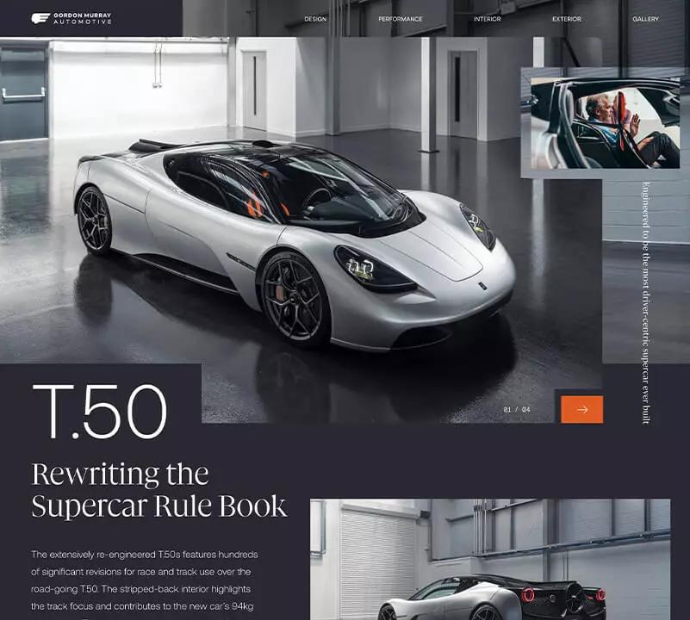 GORDON MURRAY
AUTOMOTIVE
DESIGN
PERFORMANCE
INTERIOR
EXTERIOR
GALLERY
Engineered to be the most driver-centric supercar ever built
01 / 04
T.50
Rewriting the
Supercar Rule Book
The extensively re-engineered T.50s features hundreds
of significant revisions for race and track use over the
road-going T.50. The stripped-back interior highlights
the track focus and contributes to the new car's 94kg